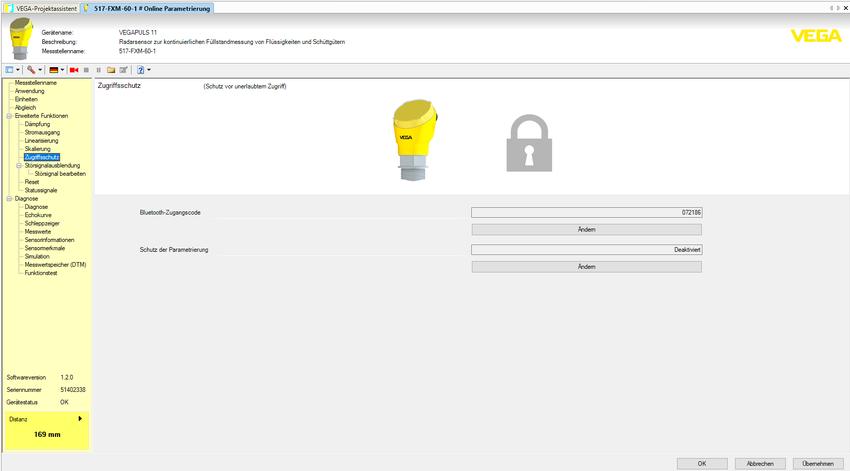 VEGA-Projektassistent
517-FXM-60-1 # Online Parametrierung
Gerätename: VEGAPULS 11
Beschreibung: Radarsensor zur kontinuierlichen Füllstandmessung von Flüssigkeiten und Schüttgütern
Messstellenname: 517-FXM-60-1
VEGA
Messstellenname
Anwendung
Einheiten
Abgleich
Erweiterte Funktionen
Dämpfung
Stromausgang
Linearisierung
Skalierung
Zugriffsschutz
Störsignalausblendung
Störsignal bearbeiten
Reset
Statussignale
Diagnose
Diagnose
Echokurve
Schleppzeiger
Messwerte
Sensorinformationen
Sensormerkmale
Simulation
Messwertspeicher (DTM)
Funktionstest
Softwareversion 1.2.0
Seriennummer 51402338
Gerätestatus OK
Distanz
169 mm
Zugriffsschutz (Schutz vor unerlaubtem Zugriff)
VEGA
Bluetooth-Zugangscode 072186
Ändern
Schutz der Parametrierung Deaktiviert
Ändern
OK Abbrechen Übernehmen